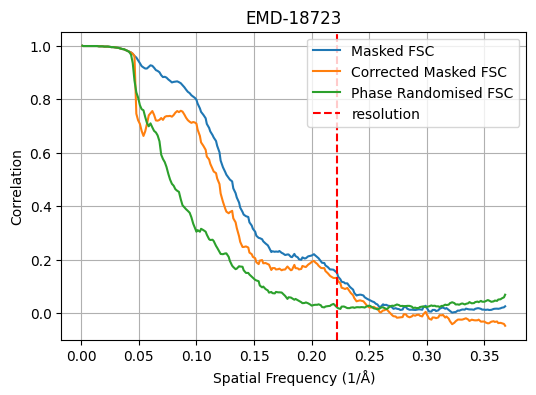 EMD-18723
1.0
0.8
0.6
0.4
0.2
0.0
Correlation
Masked FSC
Corrected Masked FSC
Phase Randomised FSC
resolution
0.00 0.05 0.10 0.15 0.20 0.25 0.30 0.35
Spatial Frequency (1/Å)